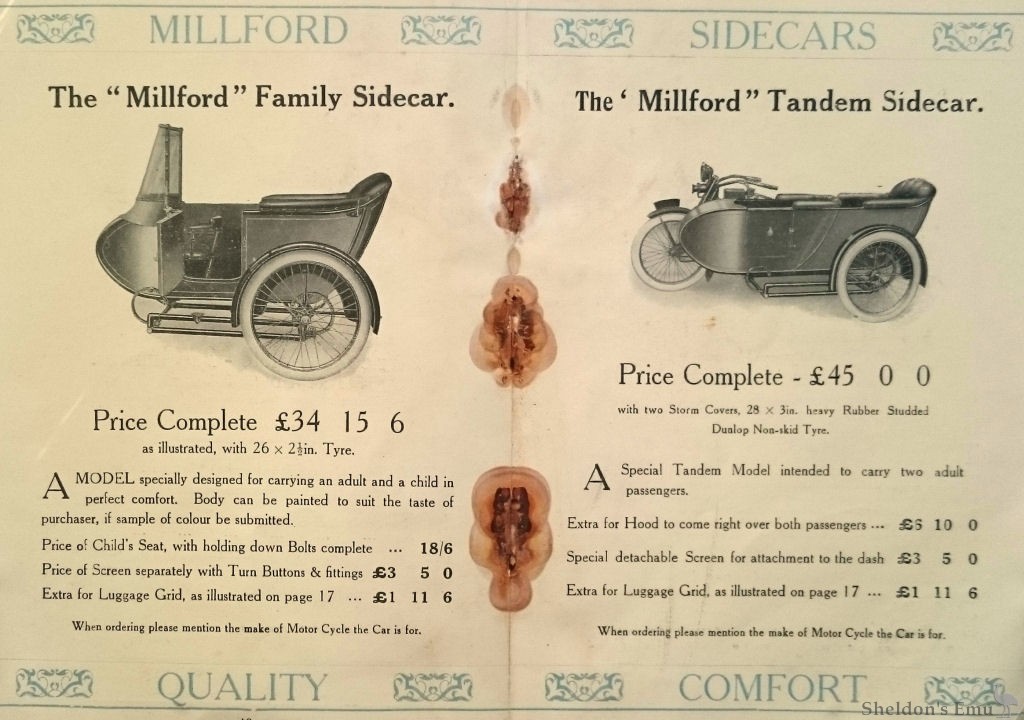 MILLFORD
The “Millford” Family Sidecar.
Price Complete £34 15 6
as illustrated, with 26 × 2½in. Tyre.
A MODEL specially designed for carrying an adult and a child in
perfect comfort. Body can be painted to suit the taste of
purchaser, if sample of colour be submitted.
Price of Child's Seat, with holding down Bolts complete ... 18/6
Price of Screen separately with Turn Buttons & fittings £3 5 0
Extra for Luggage Grid, as illustrated on page 17 ... £1 11 6
When ordering please mention the make of Motor Cycle the Car is for.
QUALITY
SIDECARS
The ‘ Millford” Tandem Sidecar.
Price Complete - £45 0 0
with two Storm Covers, 28 × 3in. heavy Rubber Studded
Dunlop Non-skid Tyre.
A Special Tandem Model intended to carry two adult
passengers.
Extra for Hood to come right over both passengers ... £6 10 0
Special detachable Screen for attachment to the dash £3 5 0
Extra for Luggage Grid, as illustrated on page 17 ... £1 11 6
When ordering please mention the make of Motor Cycle the Car is for.
COMFORT
Sheldon's Emu